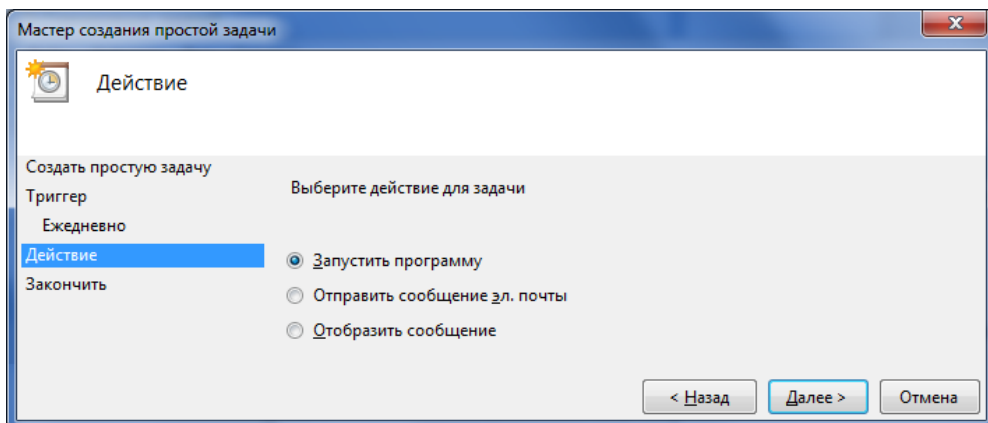 Мастер создания простой задачи
Действие
Создать простую задачу
Триггер
Ежедневно
Действие
Закончить
Выберите действие для задачи
Запустить программу
Отправить сообщение эл. почты
Отобразить сообщение
< Назад
Далее >
Отмена